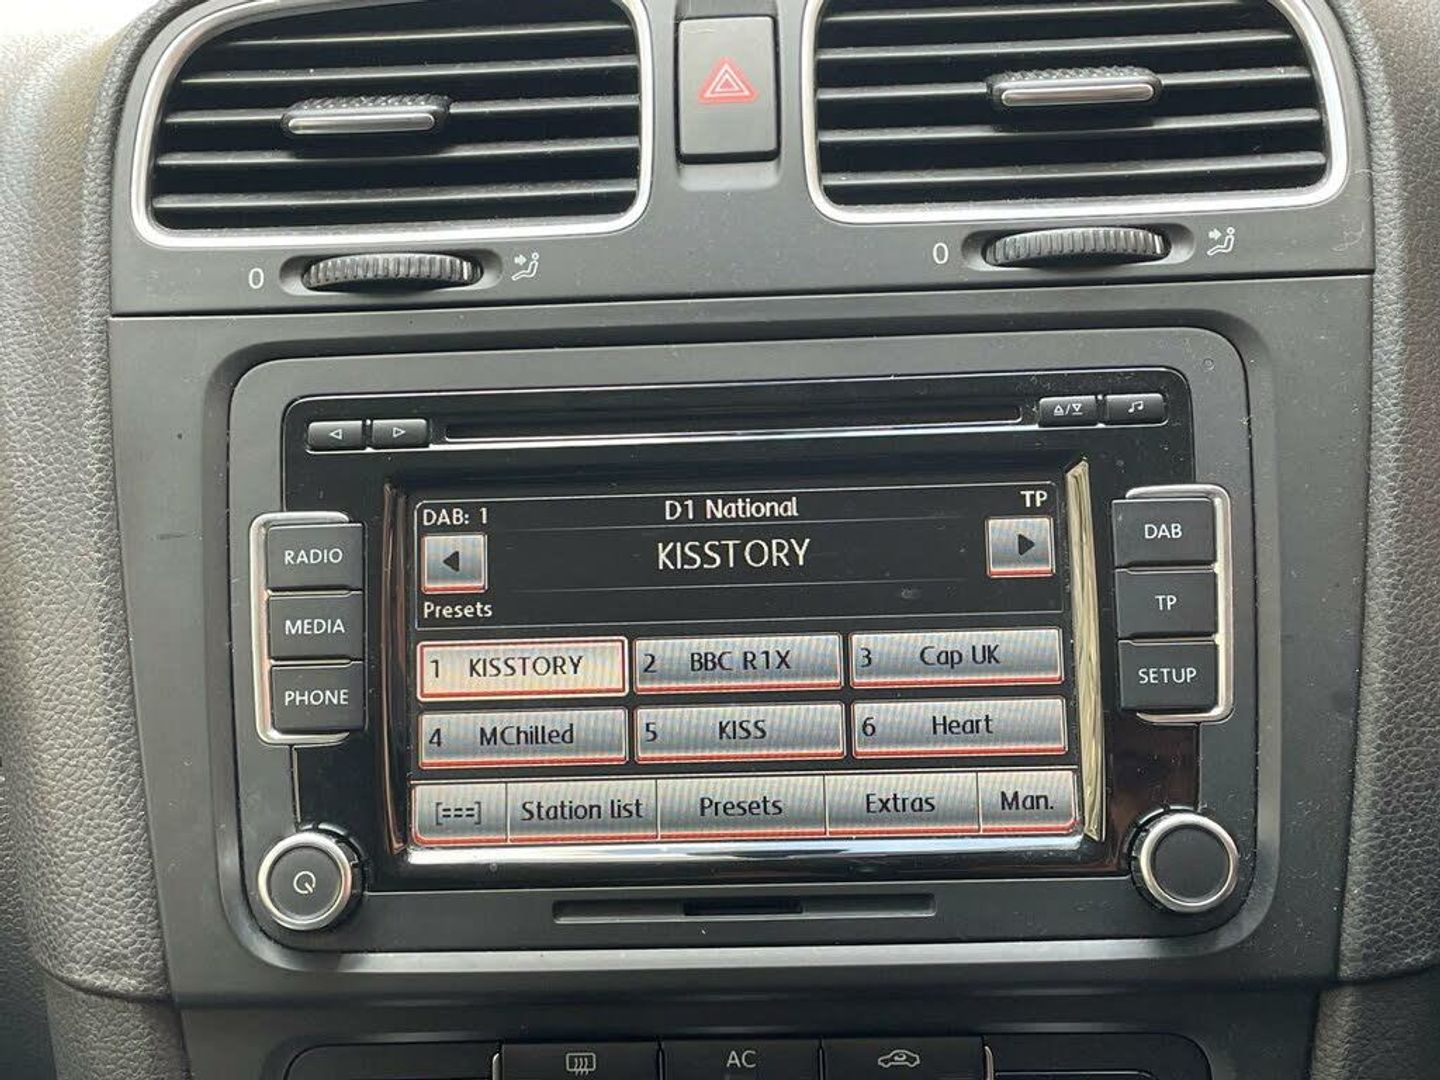 0
0
RADIO
MEDIA
PHONE
DAB: 1
D1 National
TP
KISSTORY
Presets
1 KISSTORY
2 BBC R1X
3 Cap UK
4 MChilled
5 KISS
6 Heart
[===]
Station list
Presets
Extras
Man.
DAB
TP
SETUP
AC